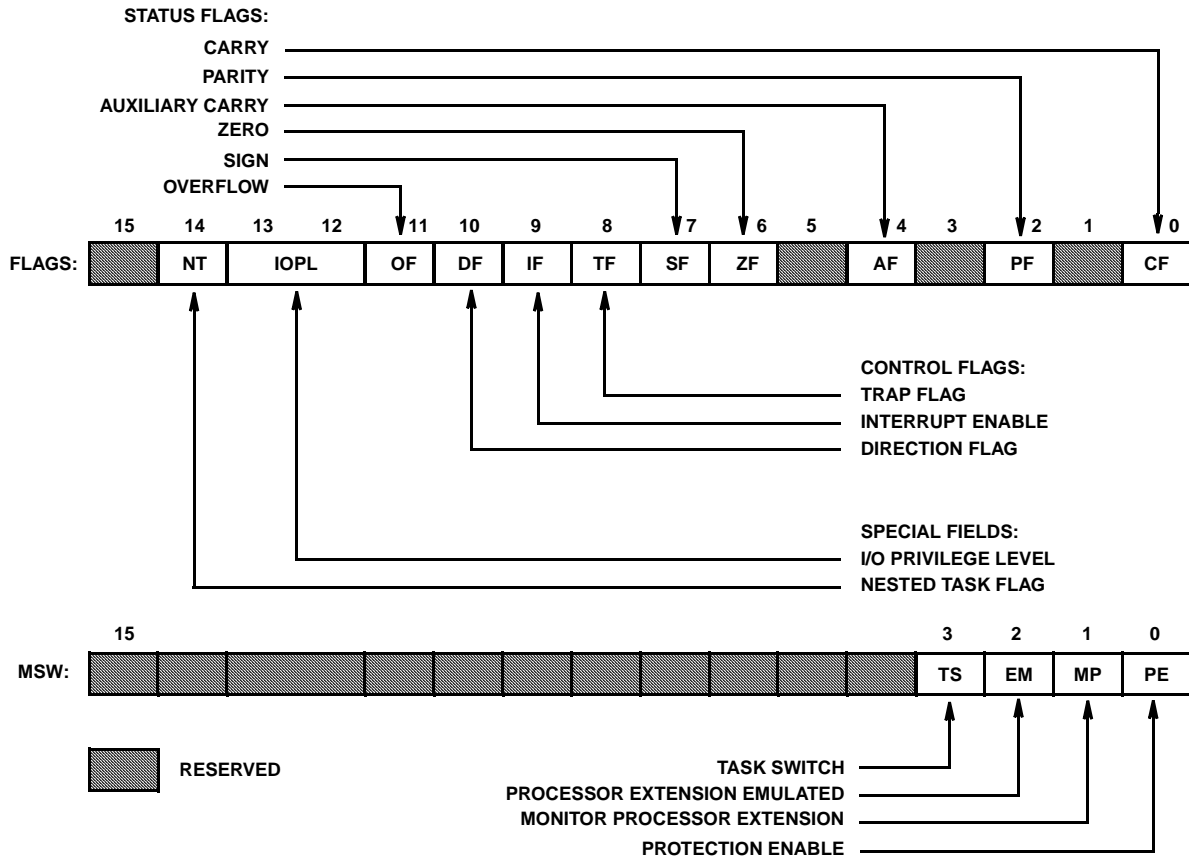 STATUS FLAGS:
CARRY
PARITY
AUXILIARY CARRY
ZERO
SIGN
OVERFLOW
15 14 13 12 11 10 9 8 7 6 5 4 3 2 1 0
FLAGS: NT IOPL OF DF IF TF SF ZF AF PF CF
CONTROL FLAGS:
TRAP FLAG
INTERRUPT ENABLE
DIRECTION FLAG
SPECIAL FIELDS:
I/O PRIVILEGE LEVEL
NESTED TASK FLAG
15 3 2 1 0
MSW: TS EM MP PE
RESERVED
TASK SWITCH
PROCESSOR EXTENSION EMULATED
MONITOR PROCESSOR EXTENSION
PROTECTION ENABLE